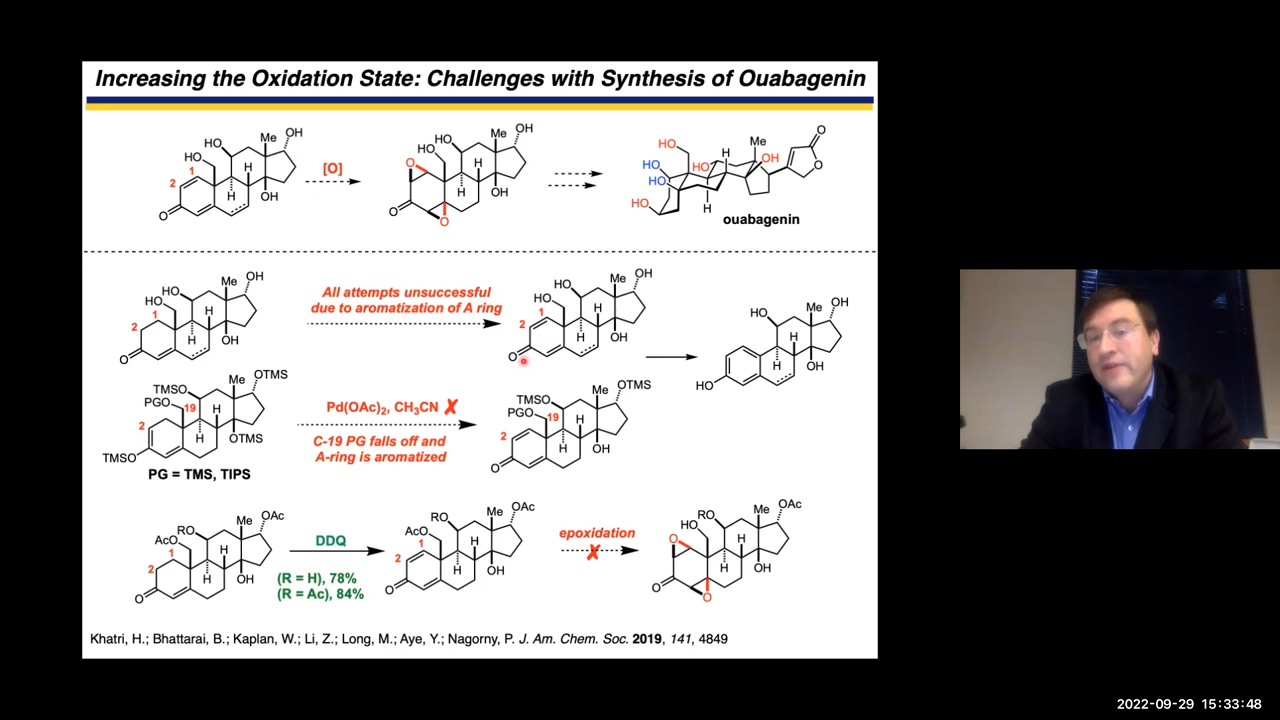 Increasing the Oxidation State: Challenges with Synthesis of Ouabagenin
HO HO Me OH
1
2
O H H OH
[O]
HO HO Me OH
O
O O H H OH
HO
HO
HO
HO
H
HO
Me
OH
H
O
O
ouabagenin
HO HO Me OH
1
2
O H H OH
All attempts unsuccessful
due to aromatization of A ring
HO HO Me OH
1
2
O H H OH
HO Me OH
HO H H OH
TMSO Me OTMS
PGO 19
2
TMSO H H OTMS
PG = TMS, TIPS
Pd(OAc)2, CH3CN ✗
C-19 PG falls off and
A-ring is aromatized
TMSO Me OTMS
PGO 19
2
O H H OH
RO Me OAc
AcO
1
2
O H H OH
DDQ
(R = H), 78%
(R = Ac), 84%
RO Me OAc
AcO
1
2
O H H OH
epoxidation
✗
RO Me OAc
HO
O
O O H H OH
Khatri, H.; Bhattarai, B.; Kaplan, W.; Li, Z.; Long, M.; Aye, Y.; Nagorny, P. J. Am. Chem. Soc. 2019, 141, 4849
2022-09-29 15:33:48